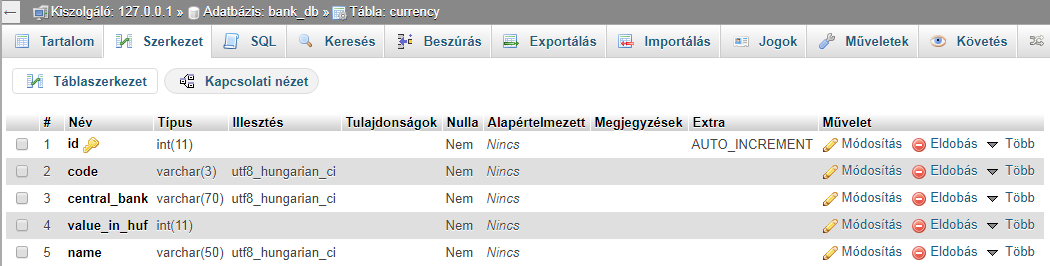 Kiszolgáló: 127.0.0.1 » Adatbázis: bank_db » Tábla: currency
Tartalom Szerkezet SQL Keresés Beszúrás Exportálás Importálás Jogok Műveletek Követés
Táblaszerkezet Kapcsolati nézet
# Név Típus Illesztés Tulajdonságok Nulla Alapértelmezett Megjegyzések Extra Művelet
1 id int(11) Nem Nincs AUTO_INCREMENT Módosítás Eldobás Több
2 code varchar(3) utf8_hungarian_ci Nem Nincs Módosítás Eldobás Több
3 central_bank varchar(70) utf8_hungarian_ci Nem Nincs Módosítás Eldobás Több
4 value_in_huf int(11) Nem Nincs Módosítás Eldobás Több
5 name varchar(50) utf8_hungarian_ci Nem Nincs Módosítás Eldobás Több